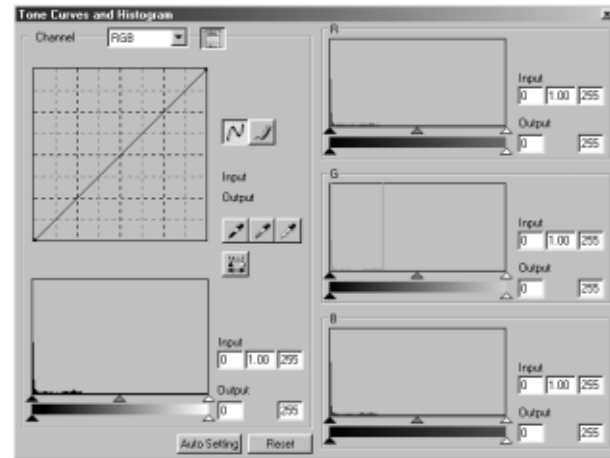 Tone Curves and Histogram
Channel RGB
Input
Output
Input
0 1.00 255
Output
0 255
Auto Setting Reset
R
Input
0 1.00 255
Output
0 255
G
Input
0 1.00 255
Output
0 255
B
Input
0 1.00 255
Output
0 255